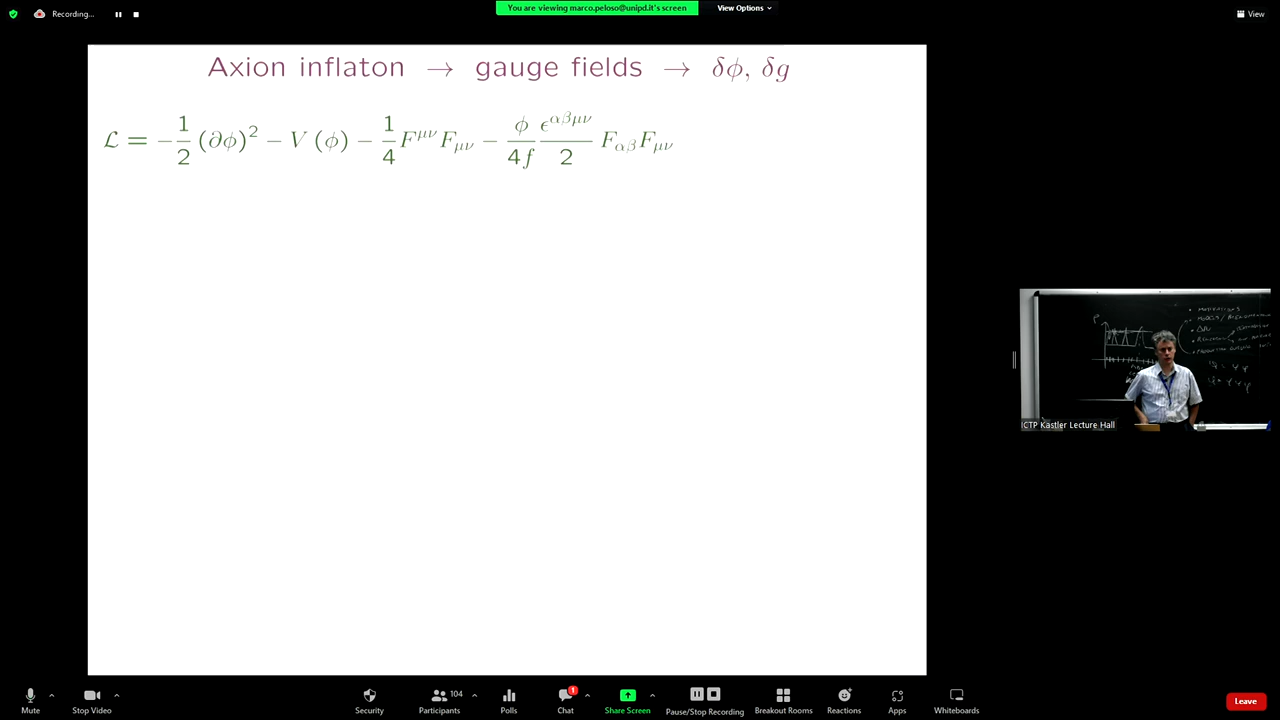 Recording...
You are viewing marco.peloso@unipd.it's screen
View Options
View
Axion inflaton → gauge fields → δϕ, δg
ℒ = −1/2 (∂ϕ)² − V (ϕ) − 1/4 F^{μν}F_{μν} − ϕ/4f ϵ^{αβμν}/2 F_{αβ}F_{μν}
ICTP Kastler Lecture Hall
Mute
Stop Video
Security
Participants
104
Polls
Chat
1
Share Screen
Pause/Stop Recording
Breakout Rooms
Reactions
Apps
Whiteboards
Leave